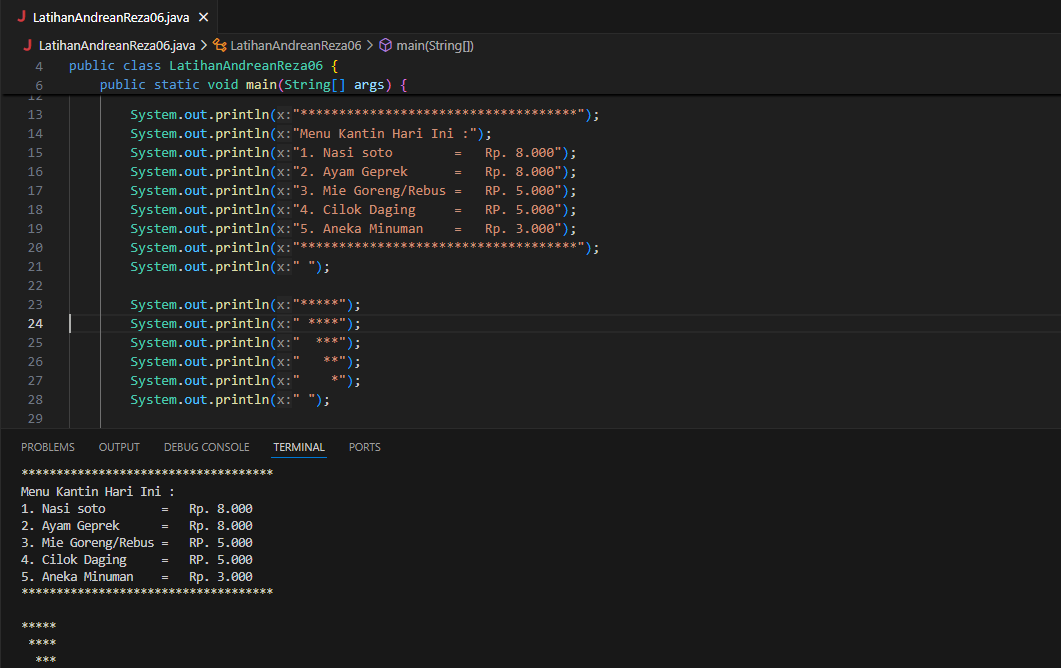 J LatihanAndreanReza06.java ×
J LatihanAndreanReza06.java > LatihanAndreanReza06 > main(String[])
4 public class LatihanAndreanReza06 {
6 public static void main(String[] args) {
12
13 System.out.println(x:"************************************");
14 System.out.println(x:"Menu Kantin Hari Ini :");
15 System.out.println(x:"1. Nasi soto        =   Rp. 8.000");
16 System.out.println(x:"2. Ayam Geprek      =   Rp. 8.000");
17 System.out.println(x:"3. Mie Goreng/Rebus =   RP. 5.000");
18 System.out.println(x:"4. Cilok Daging     =   RP. 5.000");
19 System.out.println(x:"5. Aneka Minuman    =   Rp. 3.000");
20 System.out.println(x:"************************************");
21 System.out.println(x:" ");
22
23 System.out.println(x:"*****");
24 System.out.println(x:" ****");
25 System.out.println(x:"  ***");
26 System.out.println(x:"   **");
27 System.out.println(x:"    *");
28 System.out.println(x:" ");
29
PROBLEMS OUTPUT DEBUG CONSOLE TERMINAL PORTS
************************************
Menu Kantin Hari Ini :
1. Nasi soto        =   Rp. 8.000
2. Ayam Geprek      =   Rp. 8.000
3. Mie Goreng/Rebus =   RP. 5.000
4. Cilok Daging     =   RP. 5.000
5. Aneka Minuman    =   Rp. 3.000
************************************
*****
 ****
  ***